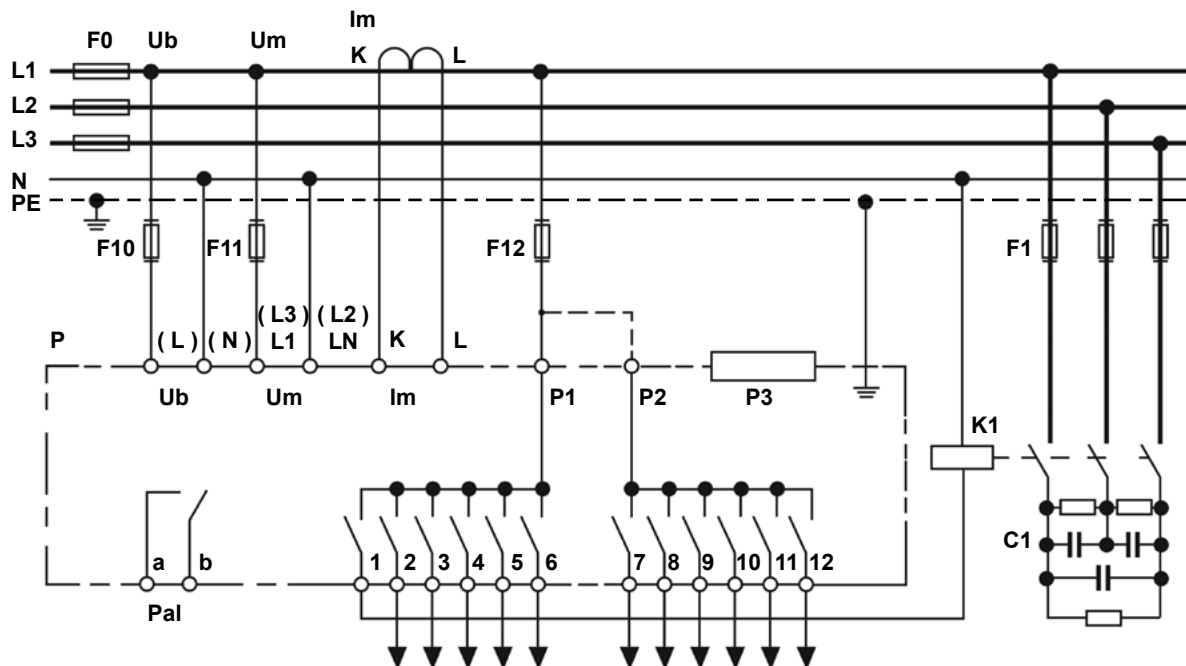 Im
F0 Ub Um K L
L1
L2
L3
N
PE
F10 F11 F12 F1
( L3 ) ( L2 )
P ( L ) ( N ) L1 LN K L
Ub Um Im P1 P2 P3
K1
C1
a b 1 2 3 4 5 6 7 8 9 10 11 12
Pal